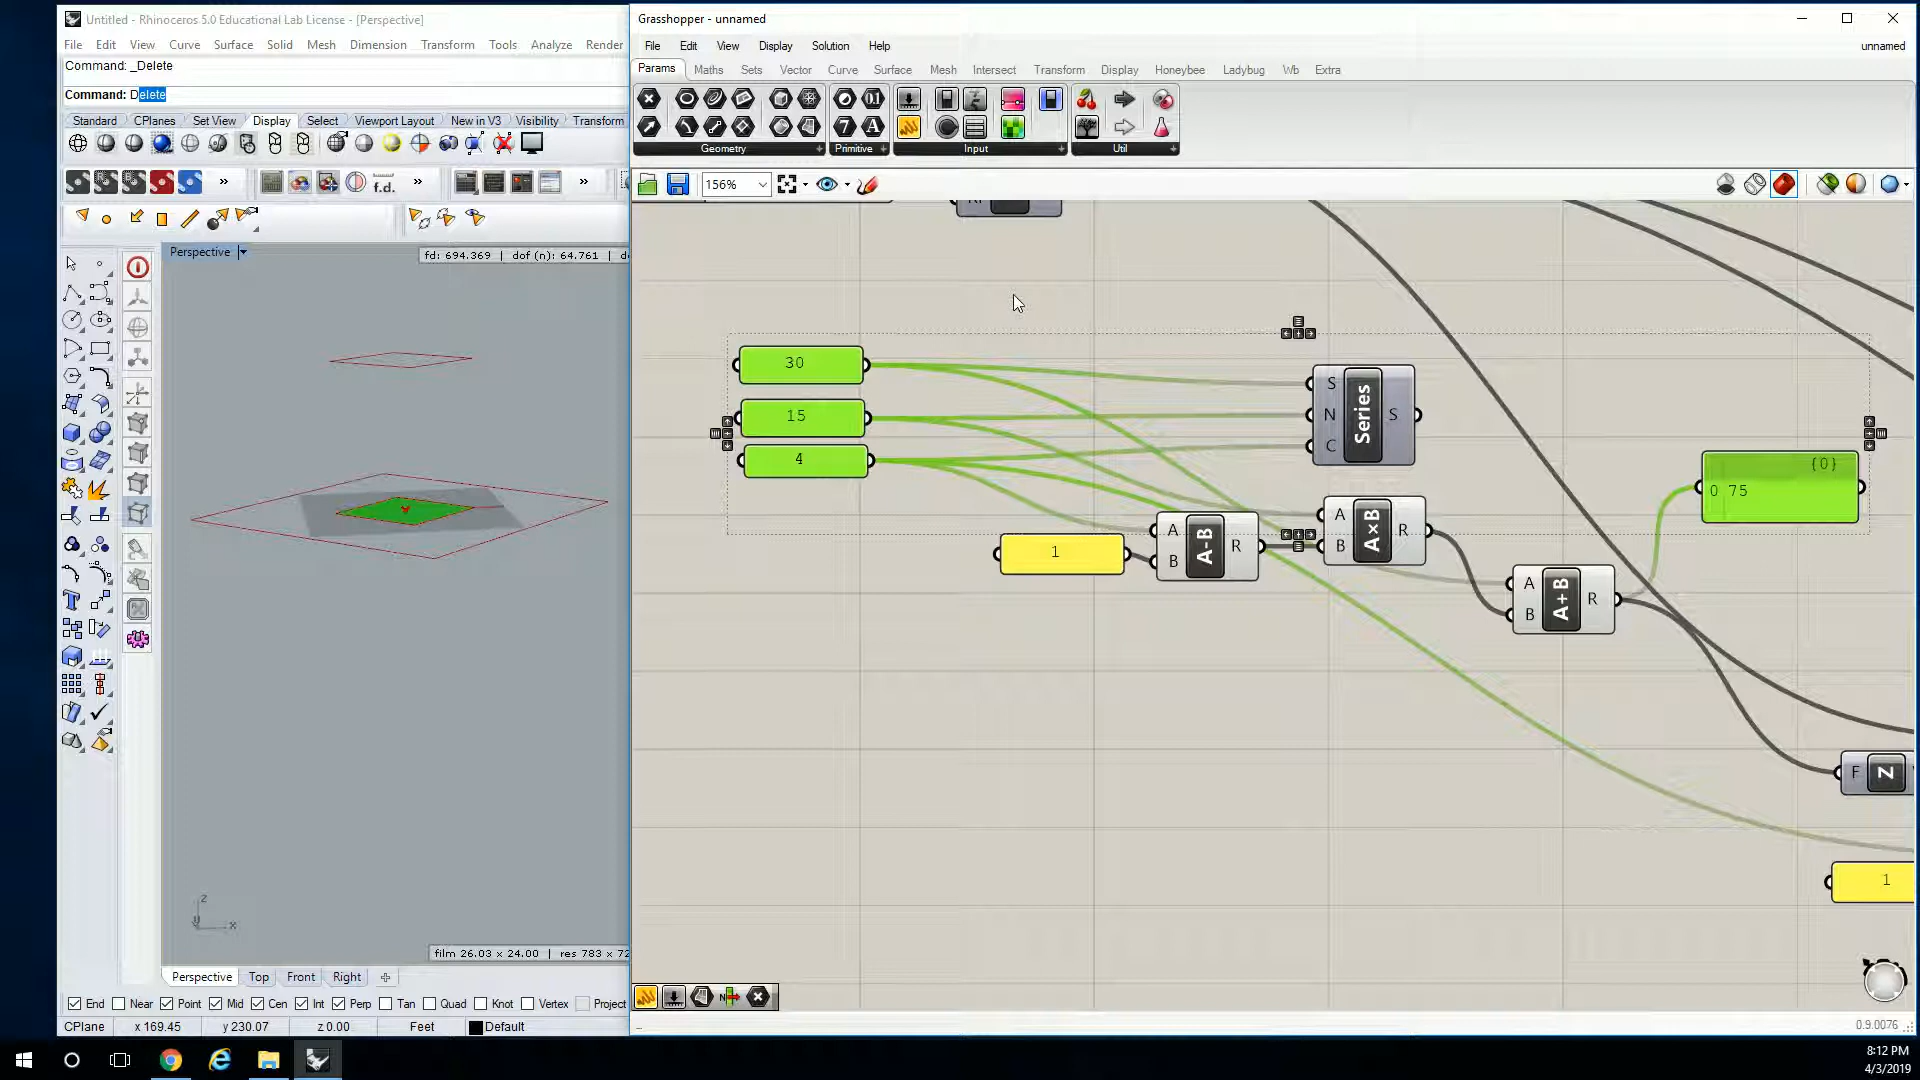 Untitled - Rhinoceros 5.0 Educational Lab License - [Perspective]
File Edit View Curve Surface Solid Mesh Dimension Transform Tools Analyze Render
Command: _Delete
Command: Delete
Standard CPlanes Set View Display Select Viewport Layout New in V3 Visibility Transform
f.d.
Perspective
fd: 694.369 | dof (n): 64.761 |
z
x
film 26.03 x 24.00 | res 783 x 72
Perspective Top Front Right
End Near Point Mid Cen Int Perp Tan Quad Knot Vertex Project
CPlane x 169.45 y 230.07 z 0.00 Feet Default
Grasshopper - unnamed
File Edit View Display Solution Help unnamed
Params Maths Sets Vector Curve Surface Mesh Intersect Transform Display Honeybee Ladybug Wb Extra
Geometry Primitive Input Util
156%
30
15
4
S
N
C
Series
S
1
A
B
A-B
R
A
B
A×B
R
A
B
A+B
R
{0}
0 75
F
Z
1
0.9.0076
8:12 PM
4/3/2019